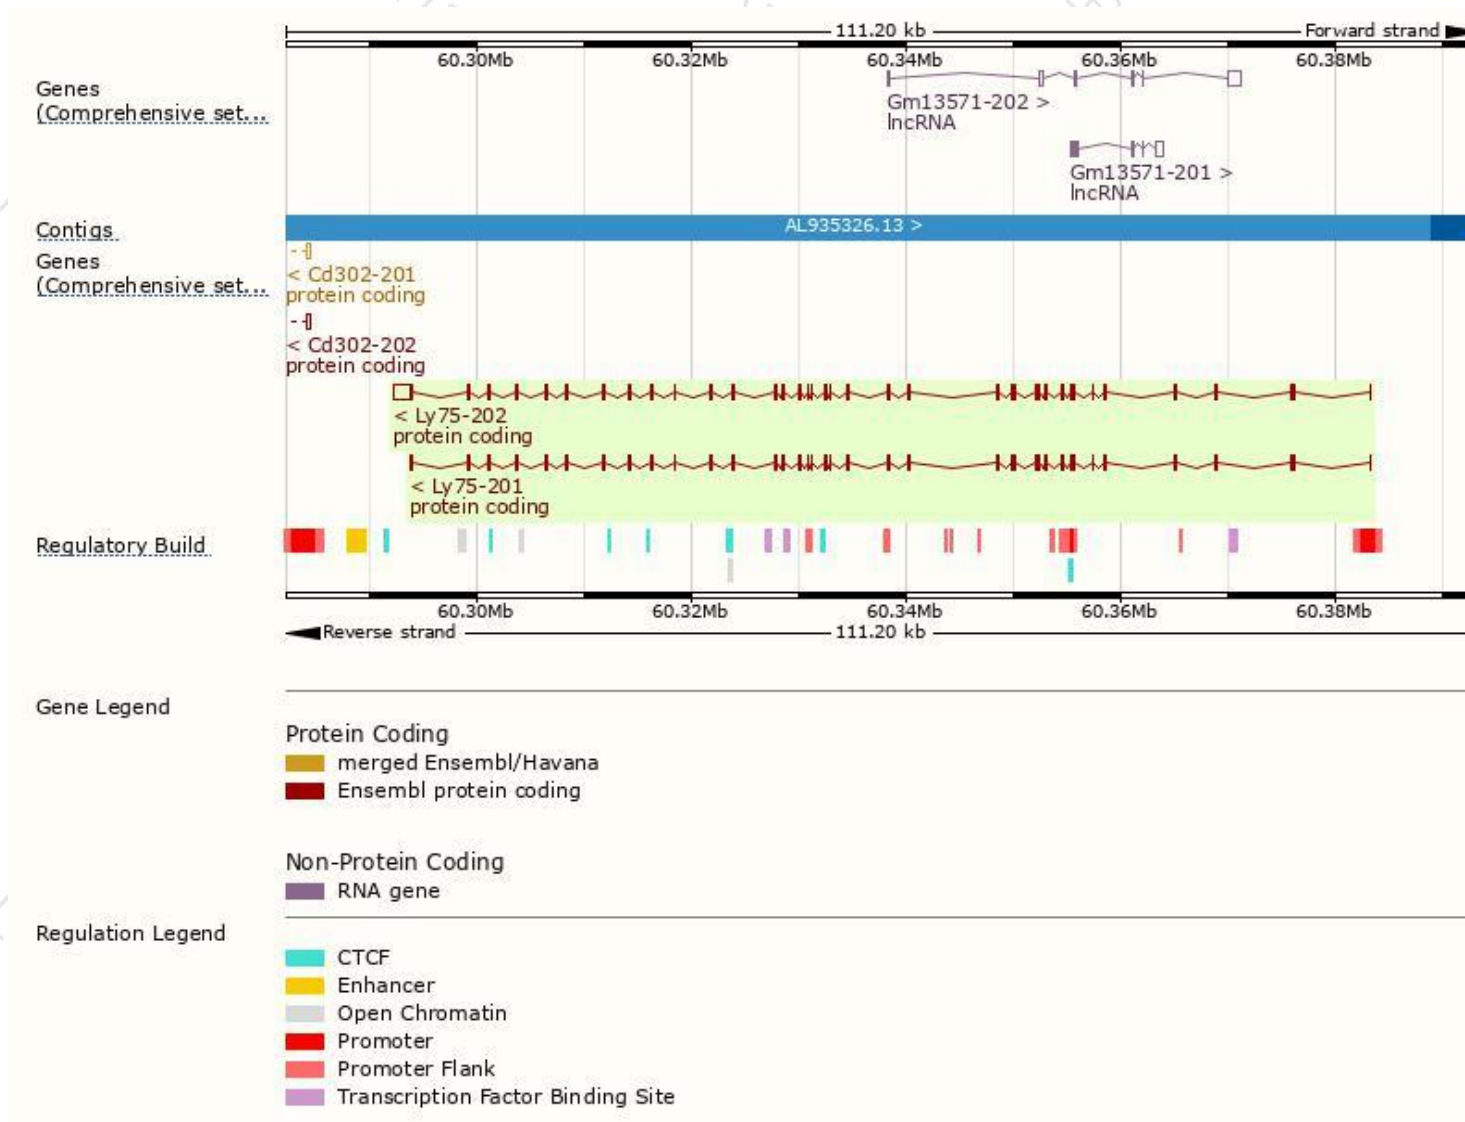 111.20 kb Forward strand
60.30Mb 60.32Mb 60.34Mb 60.36Mb 60.38Mb
Genes
(Comprehensive set...
Gm13571-202 >
lncRNA
Gm13571-201 >
lncRNA
Contigs AL935326.13 >
Genes
(Comprehensive set...
< Cd302-201
protein coding
< Cd302-202
protein coding
< Ly75-202
protein coding
< Ly75-201
protein coding
Regulatory Build
60.30Mb 60.32Mb 60.34Mb 60.36Mb 60.38Mb
Reverse strand 111.20 kb
Gene Legend
Protein Coding
merged Ensembl/Havana
Ensembl protein coding
Non-Protein Coding
RNA gene
Regulation Legend
CTCF
Enhancer
Open Chromatin
Promoter
Promoter Flank
Transcription Factor Binding Site